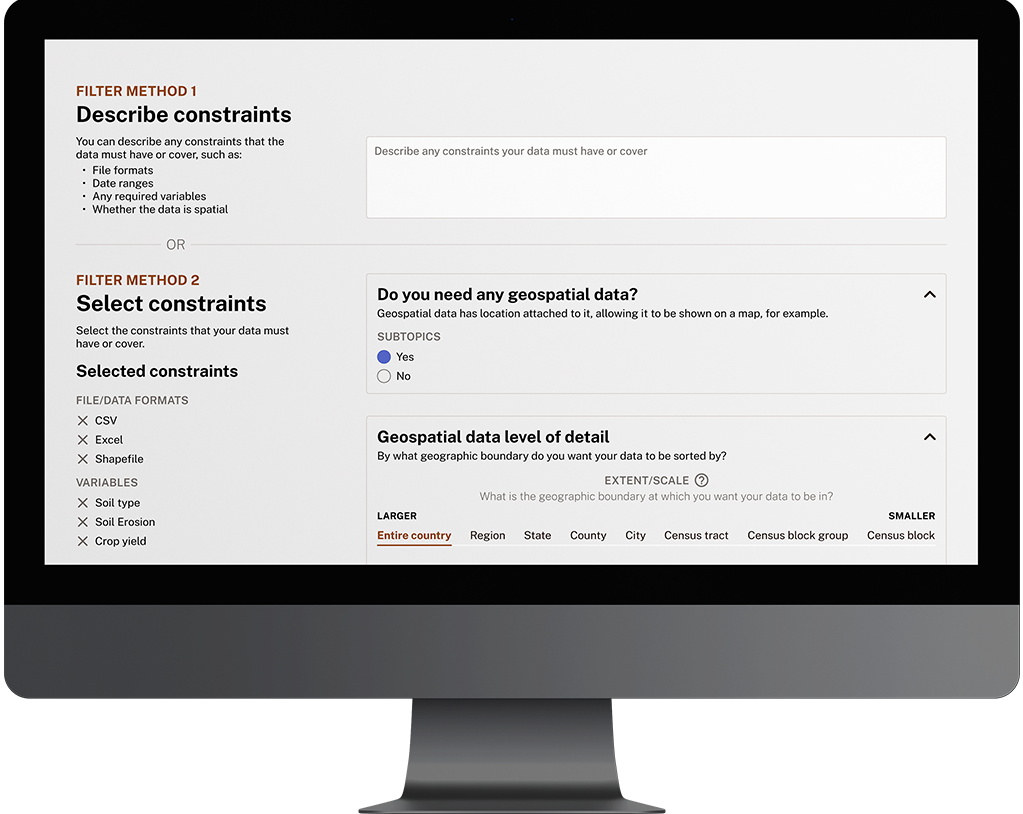 FILTER METHOD 1
Describe constraints
You can describe any constraints that the
data must have or cover, such as:
• File formats
• Date ranges
• Any required variables
• Whether the data is spatial
Describe any constraints your data must have or cover
OR
FILTER METHOD 2
Select constraints
Select the constraints that your data must
have or cover.
Selected constraints
FILE/DATA FORMATS
CSV
Excel
Shapefile
VARIABLES
Soil type
Soil Erosion
Crop yield
Do you need any geospatial data?
Geospatial data has location attached to it, allowing it to be shown on a map, for example.
SUBTOPICS
Yes
No
Geospatial data level of detail
By what geographic boundary do you want your data to be sorted by?
EXTENT/SCALE ?
What is the geographic boundary at which you want your data to be in?
LARGER SMALLER
Entire country Region State County City Census tract Census block group Census block